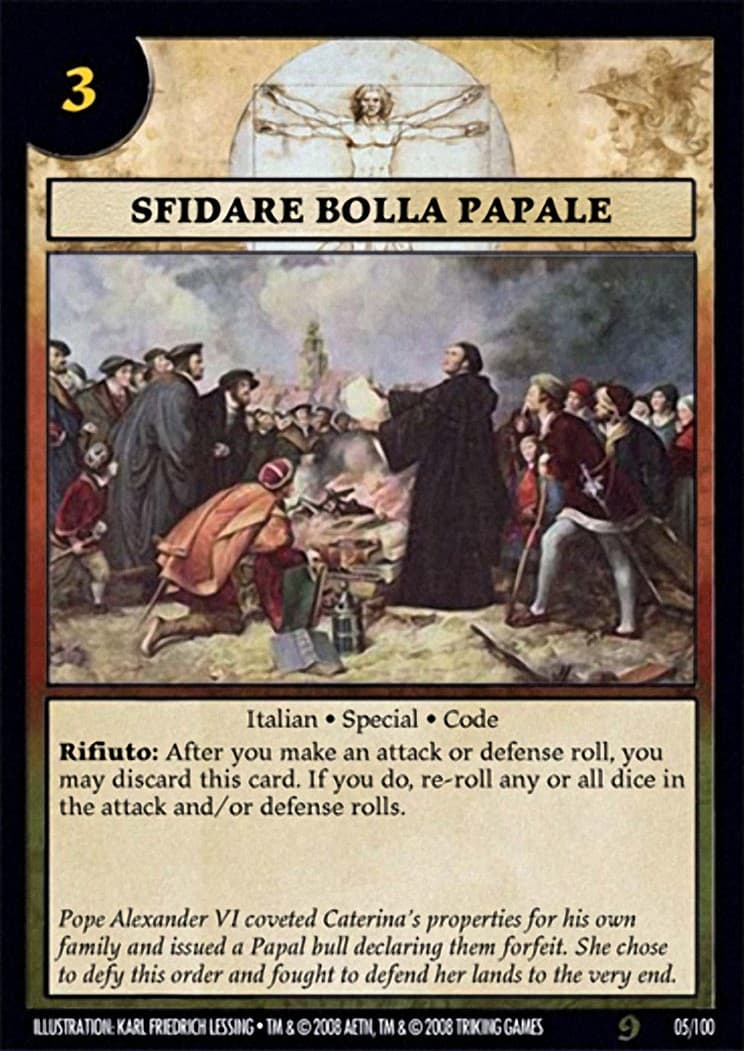 3
SFIDARE BOLLA PAPALE
Italian • Special • Code
Rifiuto: After you make an attack or defense roll, you
may discard this card. If you do, re-roll any or all dice in
the attack and/or defense rolls.
Pope Alexander VI coveted Caterina's properties for his own
family and issued a Papal bull declaring them forfeit. She chose
to defy this order and fought to defend her lands to the very end.
ILLUSTRATION: KARL FRIEDRICH LESSING • TM & © 2008 AETN, TM & © 2008 TRIKING GAMES 9 05/100